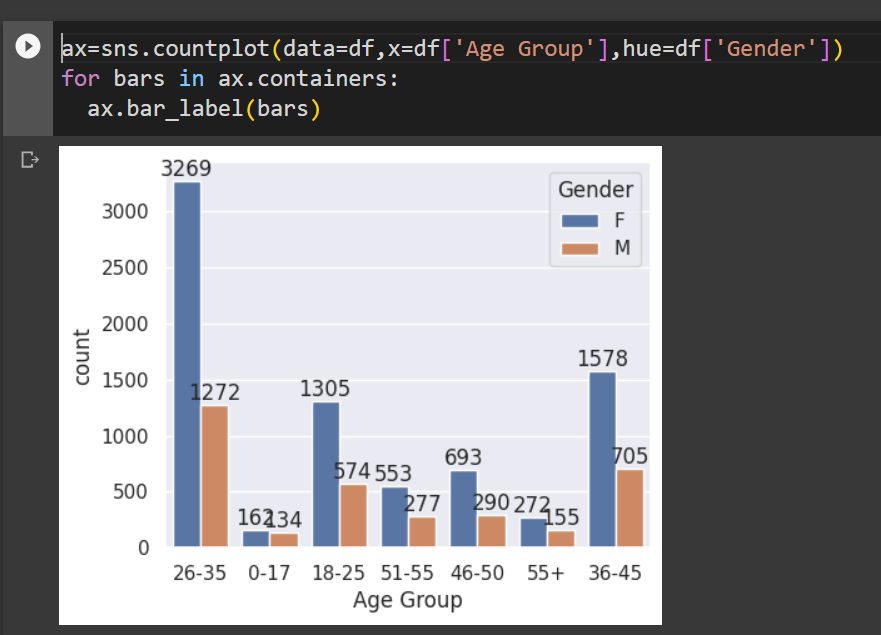 ax=sns.countplot(data=df,x=df['Age Group'],hue=df['Gender'])
for bars in ax.containers:
  ax.bar_label(bars)
3269
Gender
F
M
3000
2500
2000
1500
1000
500
0
count
1272
162
134
1305
574
553
277
693
290
272
155
1578
705
26-35 0-17 18-25 51-55 46-50 55+ 36-45
Age Group